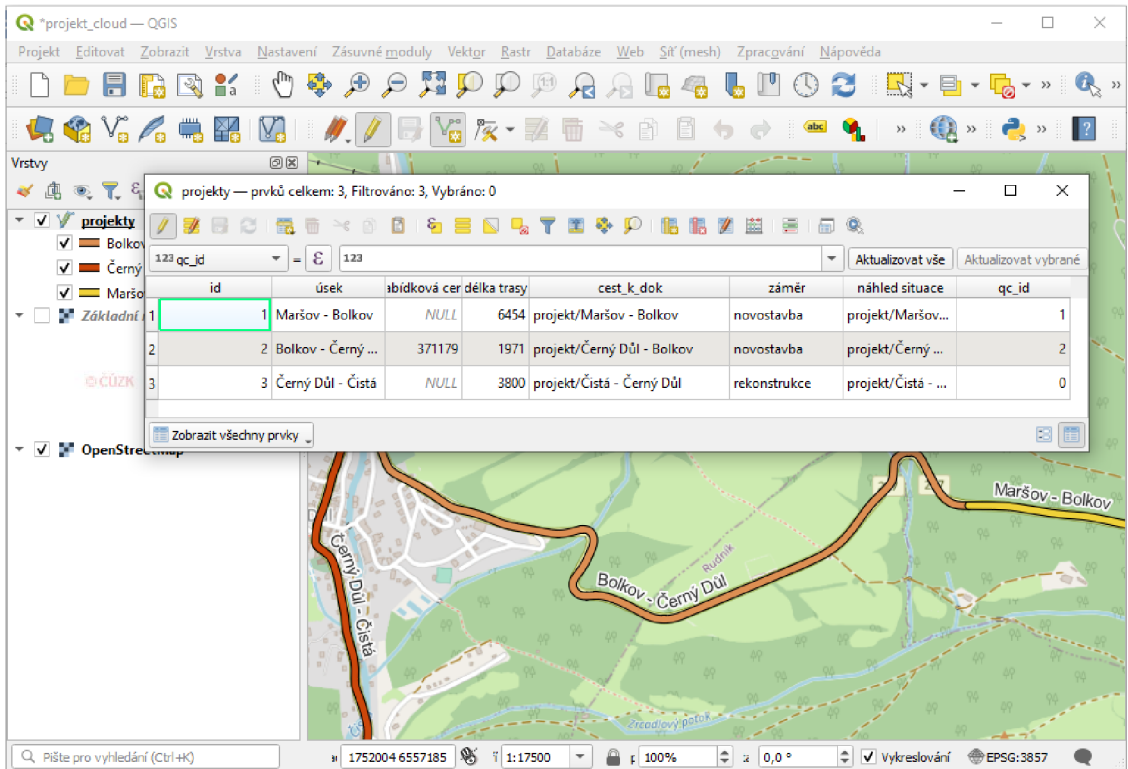 *projekt_cloud — QGIS
Projekt Editovat Zobrazit Vrstva Nastavení Zásuvné moduly Vektor Rastr Databáze Web Síť (mesh) Zpracování Nápověda
abc
Vrstvy
projekty — prvků celkem: 3, Filtrováno: 3, Vybráno: 0
projekty
Bolkov
Černý
Maršo
Základní
©ČÚZK
OpenStreetMap
123 qc_id = ε 123 Aktualizovat vše Aktualizovat vybrané
id úsek abídková cen délka trasy cest_k_dok záměr náhled situace qc_id
1 1 Maršov - Bolkov NULL 6454 projekt/Maršov - Bolkov novostavba projekt/Maršov... 1
2 2 Bolkov - Černý ... 371179 1971 projekt/Černý Důl - Bolkov novostavba projekt/Černý ... 2
3 3 Černý Důl - Čistá NULL 3800 projekt/Čistá - Černý Důl rekonstrukce projekt/Čistá - ... 0
Zobrazit všechny prvky
Maršov - Bolkov
Rudník
Bolkov - Černý Důl
Černý Důl - Čistá
Zrcadlový potok
Pište pro vyhledání (Ctrl+K) 1752004 6557185 1:17500 100% 0,0 ° Vykreslování EPSG:3857